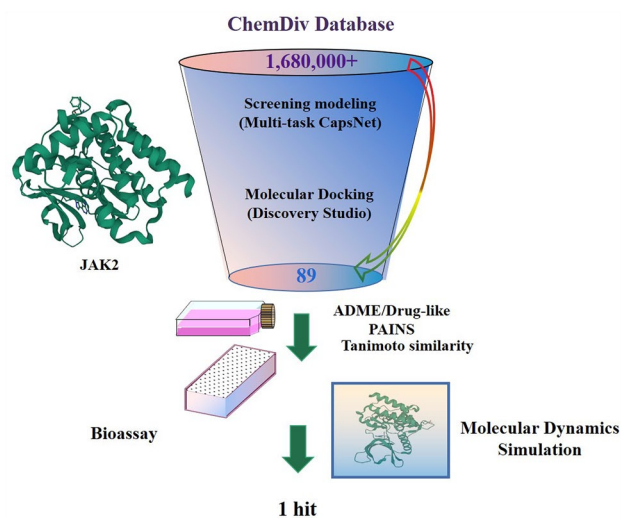 ChemDiv Database
1,680,000+
Screening modeling
(Multi-task CapsNet)
Molecular Docking
(Discovery Studio)
JAK2
89
ADME/Drug-like
PAINS
Tanimoto similarity
Bioassay
Molecular Dynamics
Simulation
1 hit